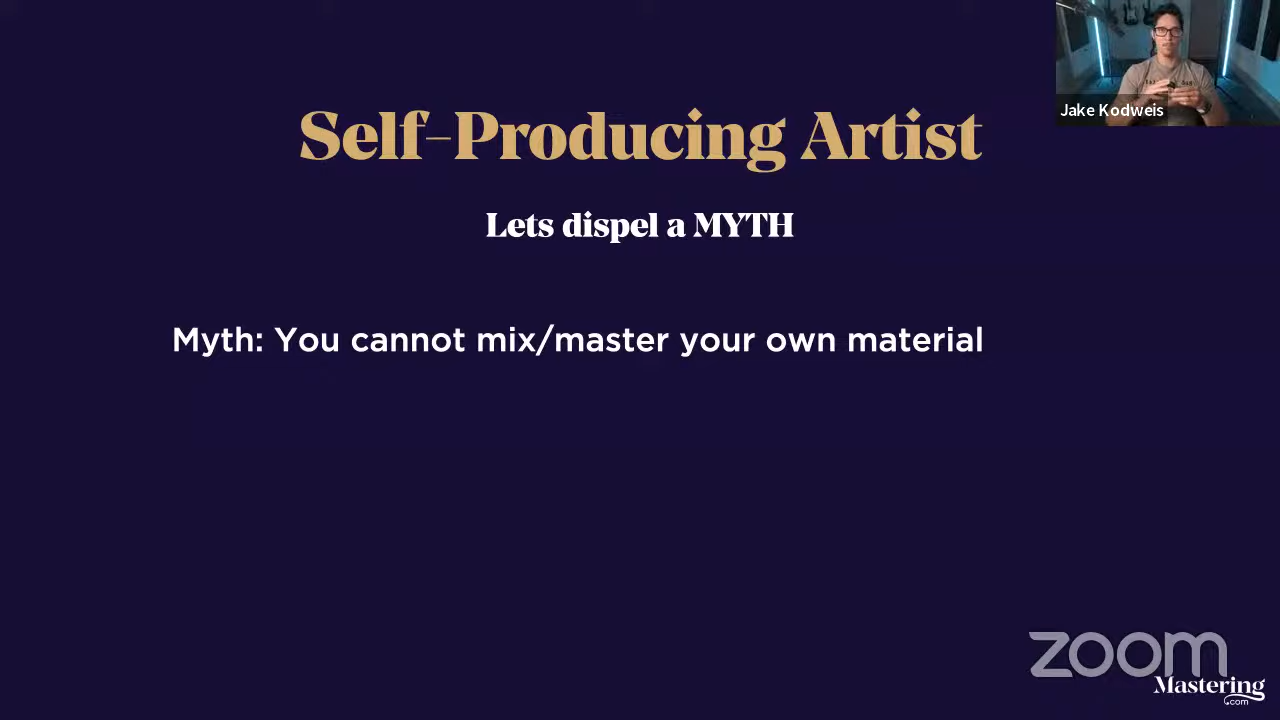 Jake Kodweis
Self-Producing Artist
Lets dispel a MYTH
Myth: You cannot mix/master your own material
zoom
Mastering
.com